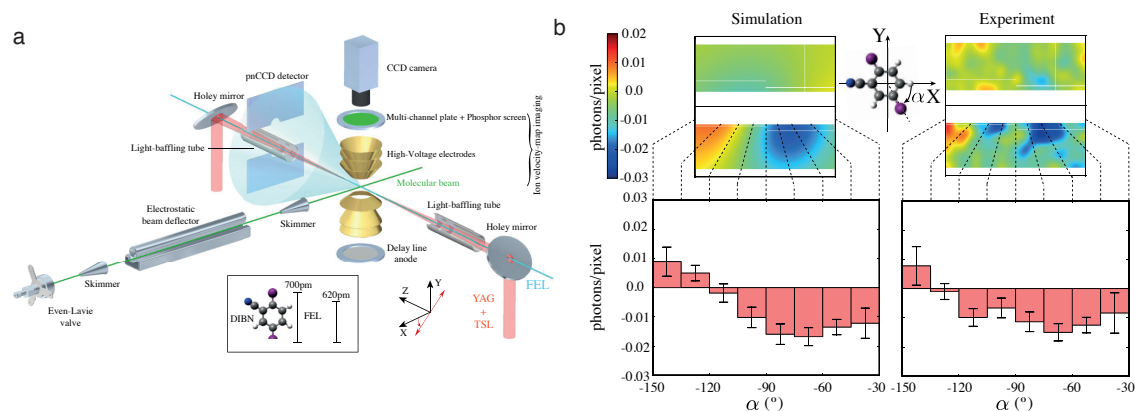 a
CCD camera
pnCCD detector
Holey mirror
Multi-channel plate + Phosphor screen
Light-baffling tube
High-Voltage electrodes
Ion velocity-map imaging
Molecular beam
Electrostatic
beam deflector
Light-baffling tube
Skimmer
Holey mirror
Delay line
anode
Skimmer
FEL
Even-Lavie
valve
700pm
620pm
DIBN
FEL
Y
Z
X
YAG
+
TSL
b
Simulation
Experiment
0.02
0.01
0.0
-0.01
-0.02
-0.03
photons/pixel
Y
αX
0.03
0.02
0.01
0.0
-0.01
-0.02
-0.03
photons/pixel
-150 -120 -90 -60 -30
α (°)
-150 -120 -90 -60 -30
α (°)